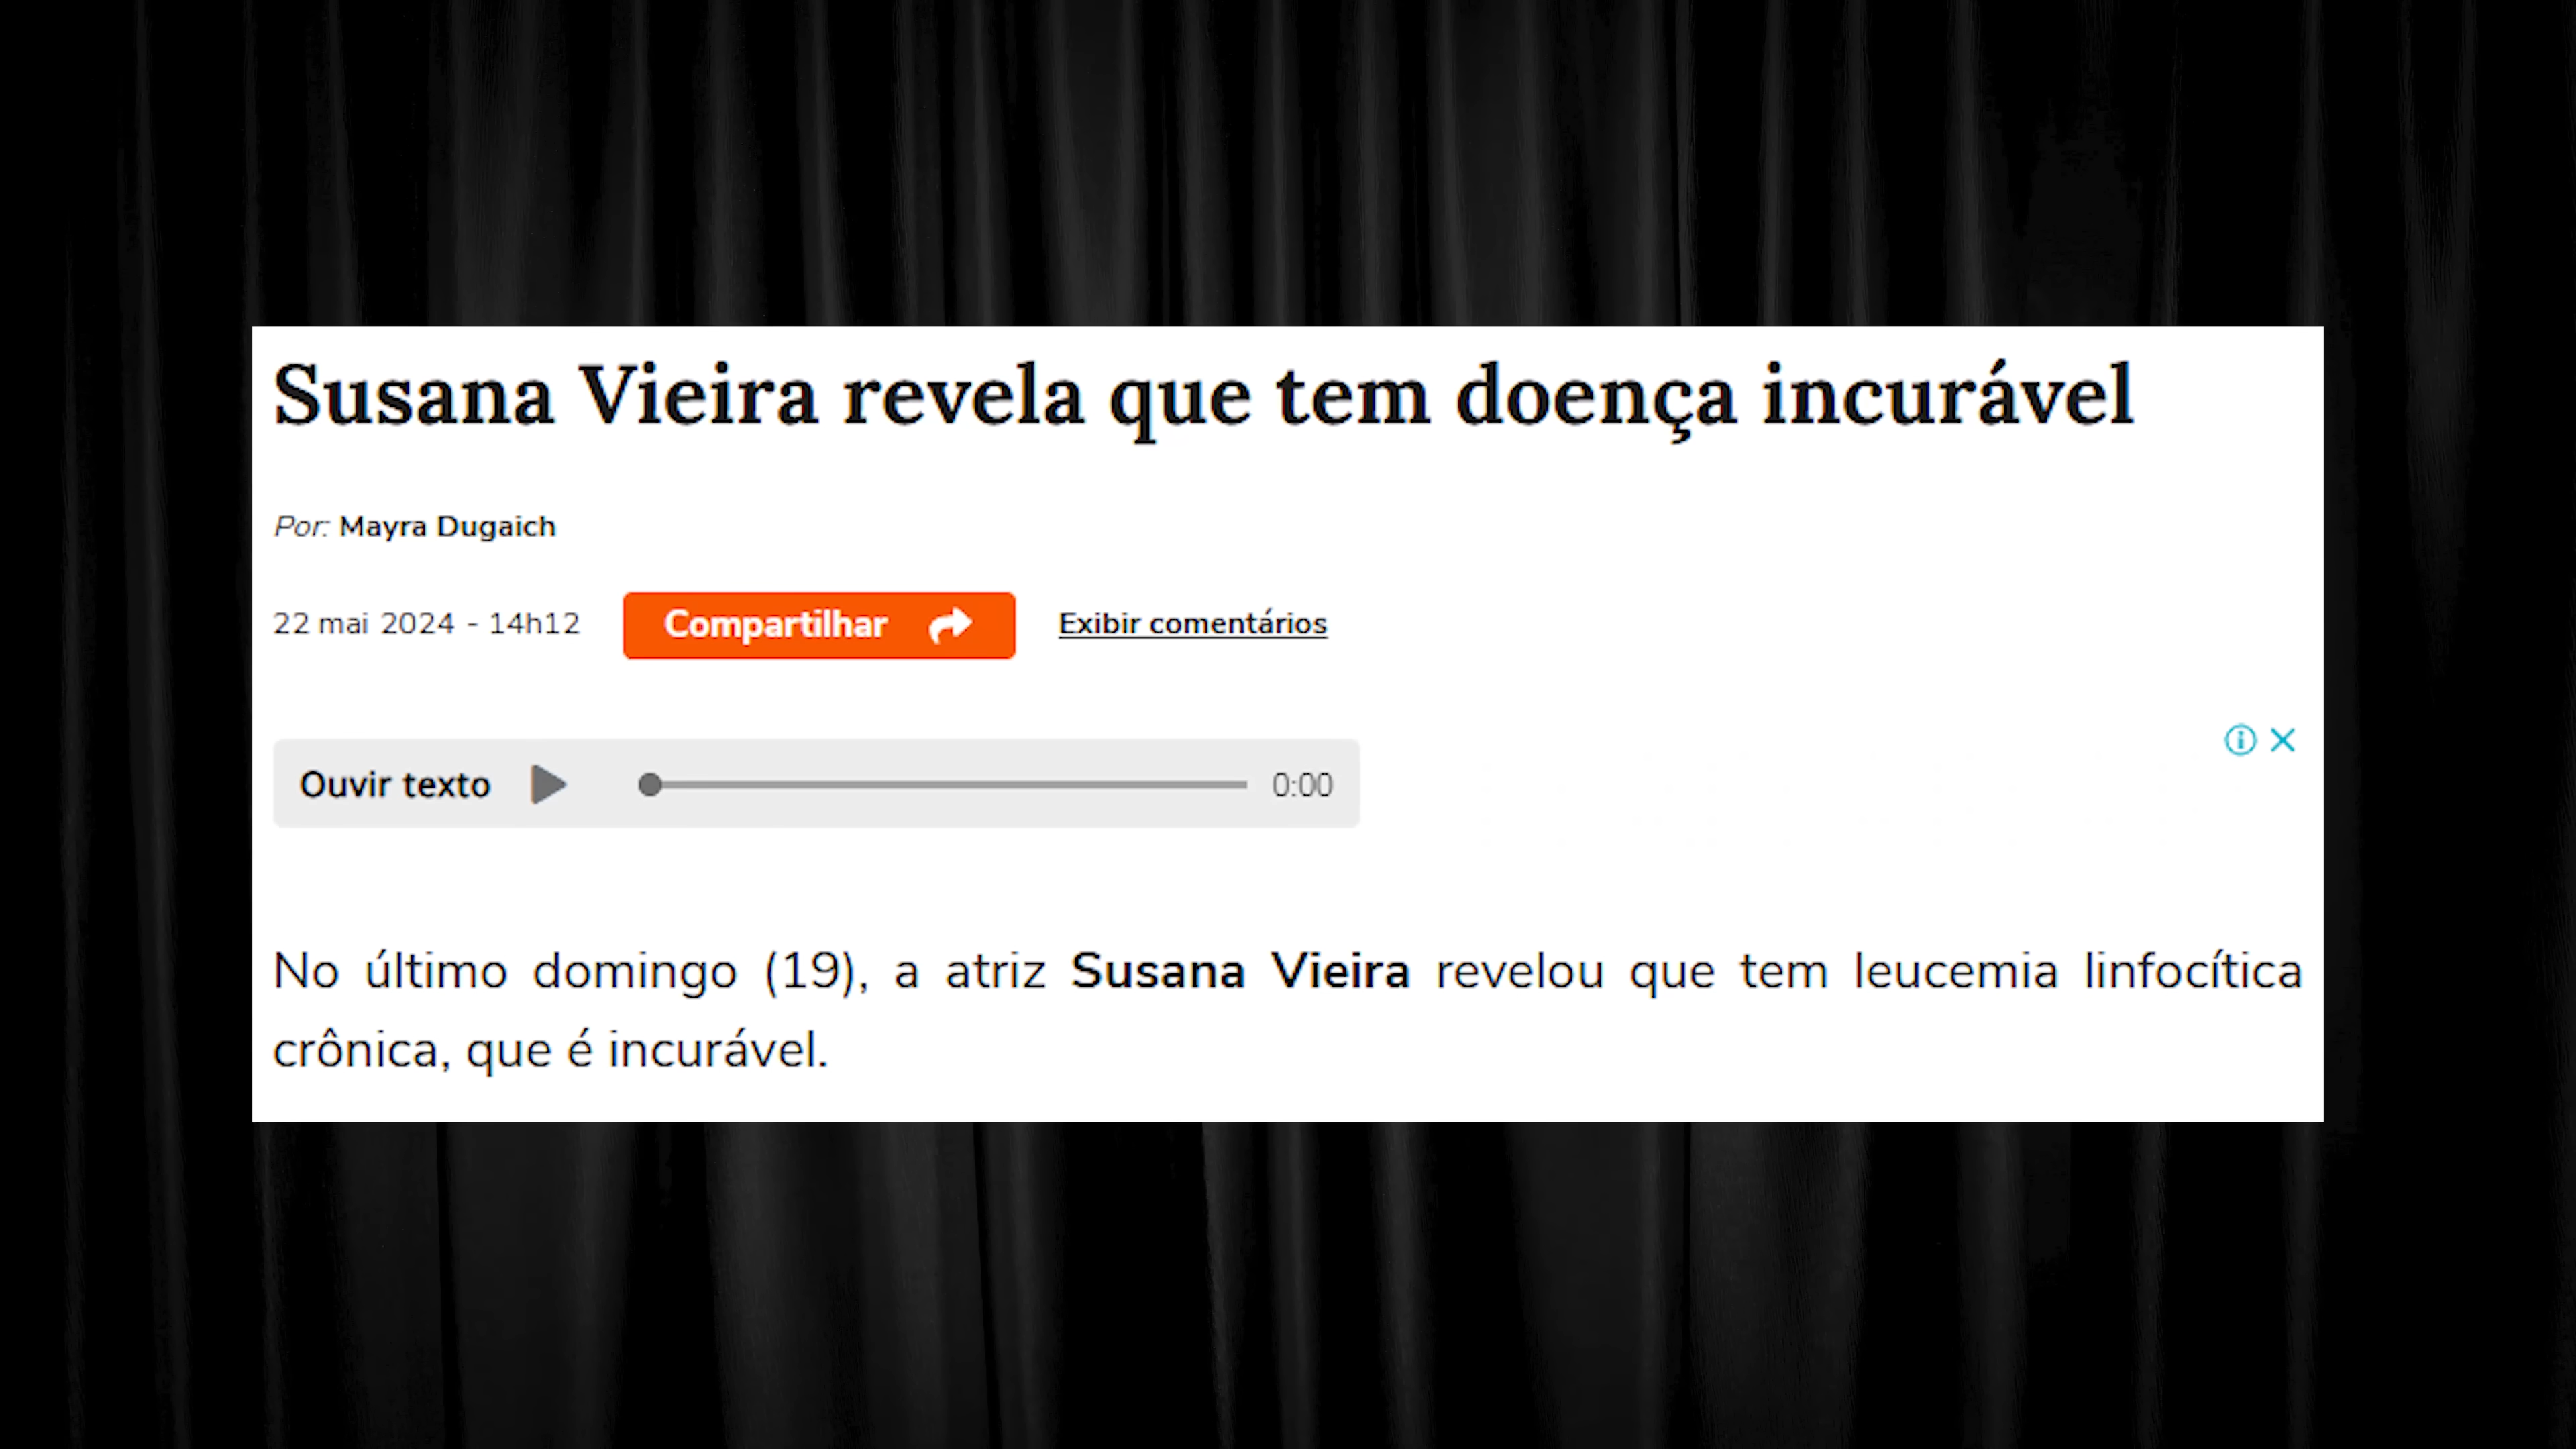 Susana Vieira revela que tem doença incurável
Por: Mayra Dugaich
22 mai 2024 - 14h12 Compartilhar Exibir comentários
Ouvir texto 0:00
No último domingo (19), a atriz Susana Vieira revelou que tem leucemia linfocítica
crônica, que é incurável.